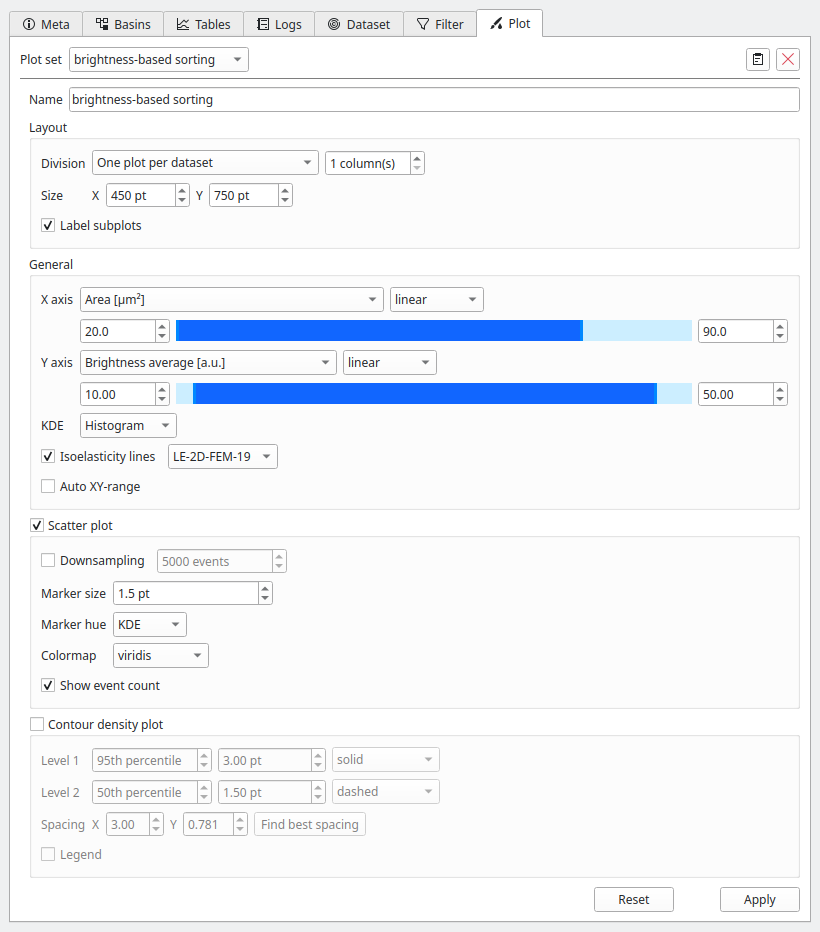 Meta Basins Tables Logs Dataset Filter Plot
Plot set brightness-based sorting
Name brightness-based sorting
Layout
Division One plot per dataset 1 column(s)
Size X 450 pt Y 750 pt
Label subplots
General
X axis Area [µm²] linear
20.0 90.0
Y axis Brightness average [a.u.] linear
10.00 50.00
KDE Histogram
Isoelasticity lines LE-2D-FEM-19
Auto XY-range
Scatter plot
Downsampling 5000 events
Marker size 1.5 pt
Marker hue KDE
Colormap viridis
Show event count
Contour density plot
Level 1 95th percentile 3.00 pt solid
Level 2 50th percentile 1.50 pt dashed
Spacing X 3.00 Y 0.781 Find best spacing
Legend
Reset Apply